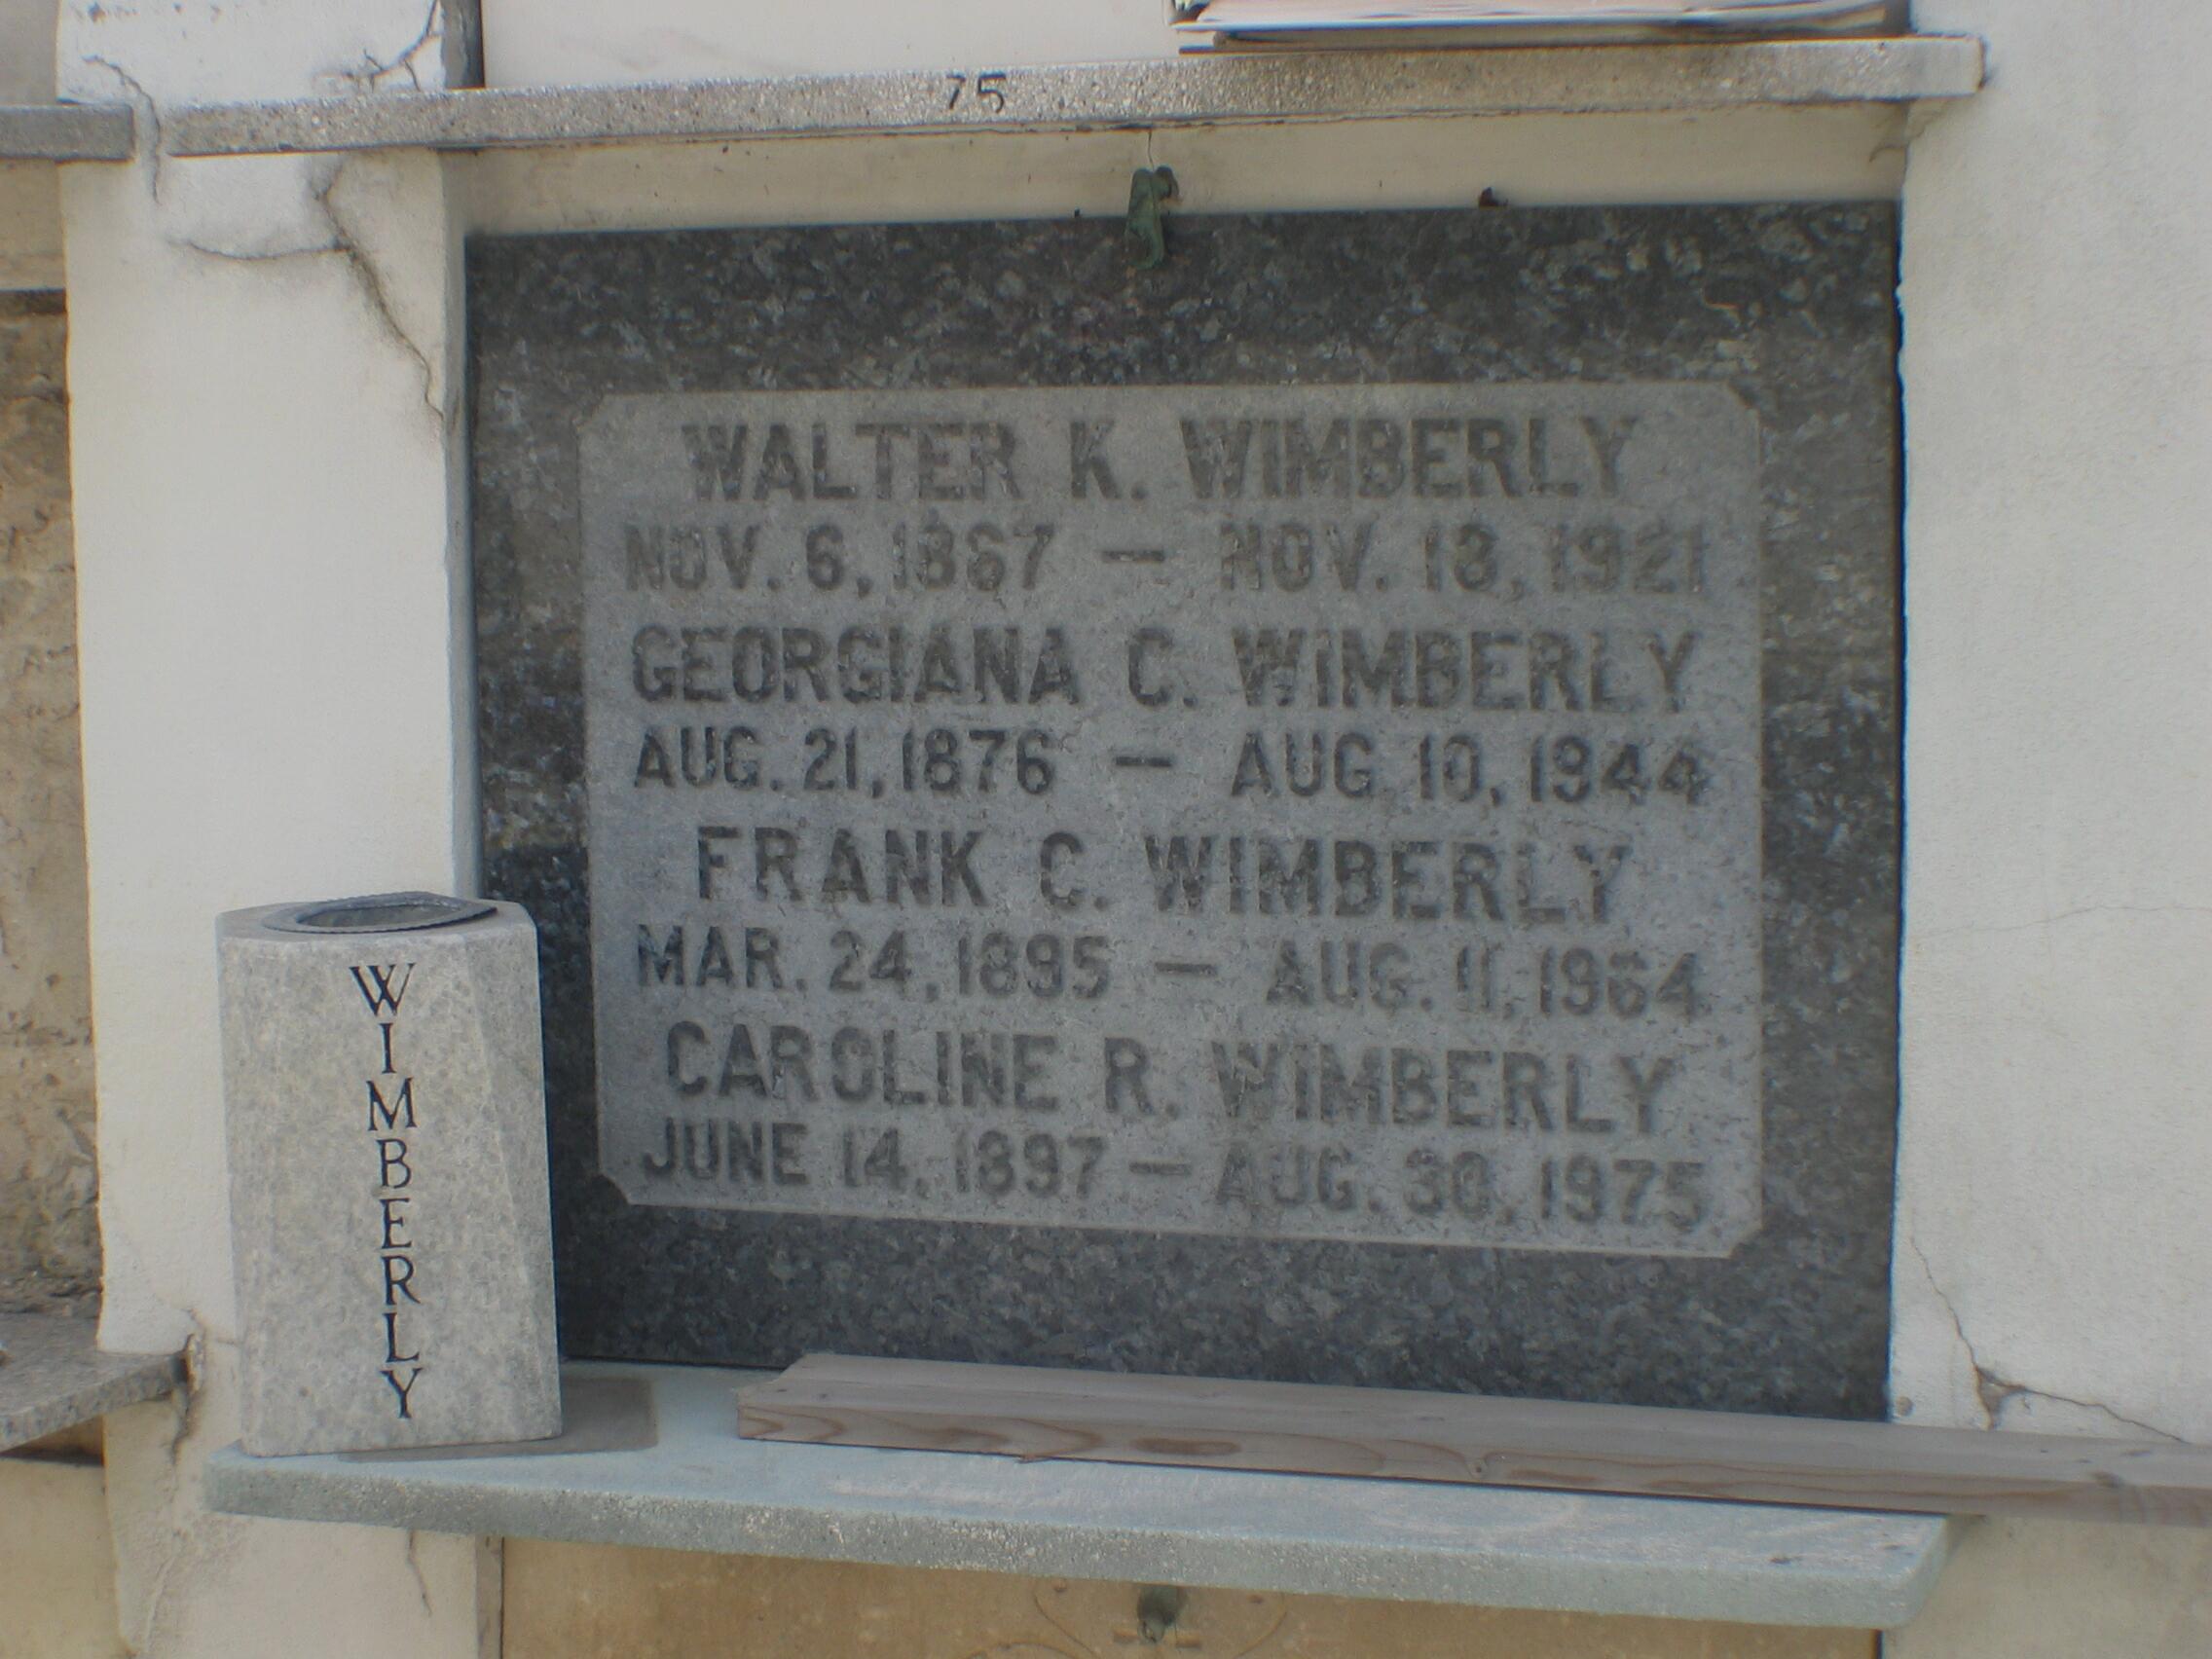 75
WALTER K. WIMBERLY
NOV. 6, 1867 — NOV. 13, 1921
GEORGIANA C. WIMBERLY
AUG. 21, 1876 — AUG 10, 1944
FRANK C. WIMBERLY
MAR. 24, 1895 — AUG. 11, 1964
CAROLINE R. WIMBERLY
JUNE 14, 1897 — AUG. 30, 1975
WIMBERLY